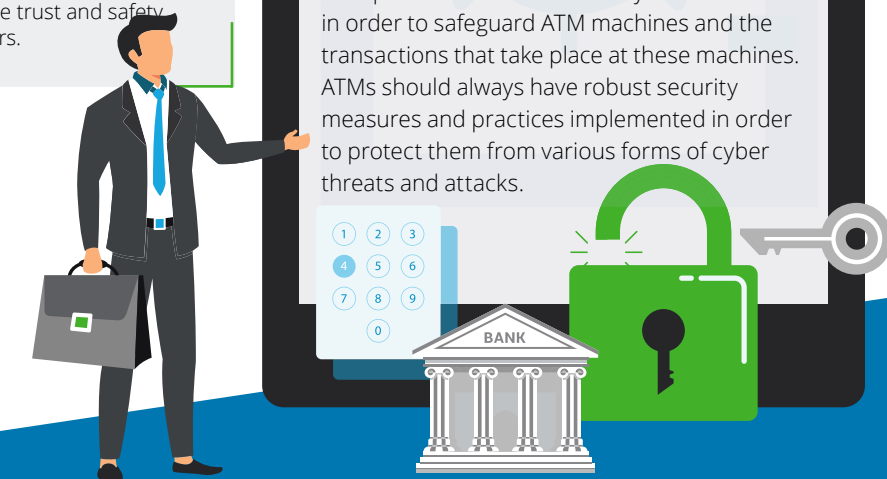 e trust and safety
rs.
in order to safeguard ATM machines and the
transactions that take place at these machines.
ATMs should always have robust security
measures and practices implemented in order
to protect them from various forms of cyber
threats and attacks.
1 2 3
4 5 6
7 8 9
0
BANK